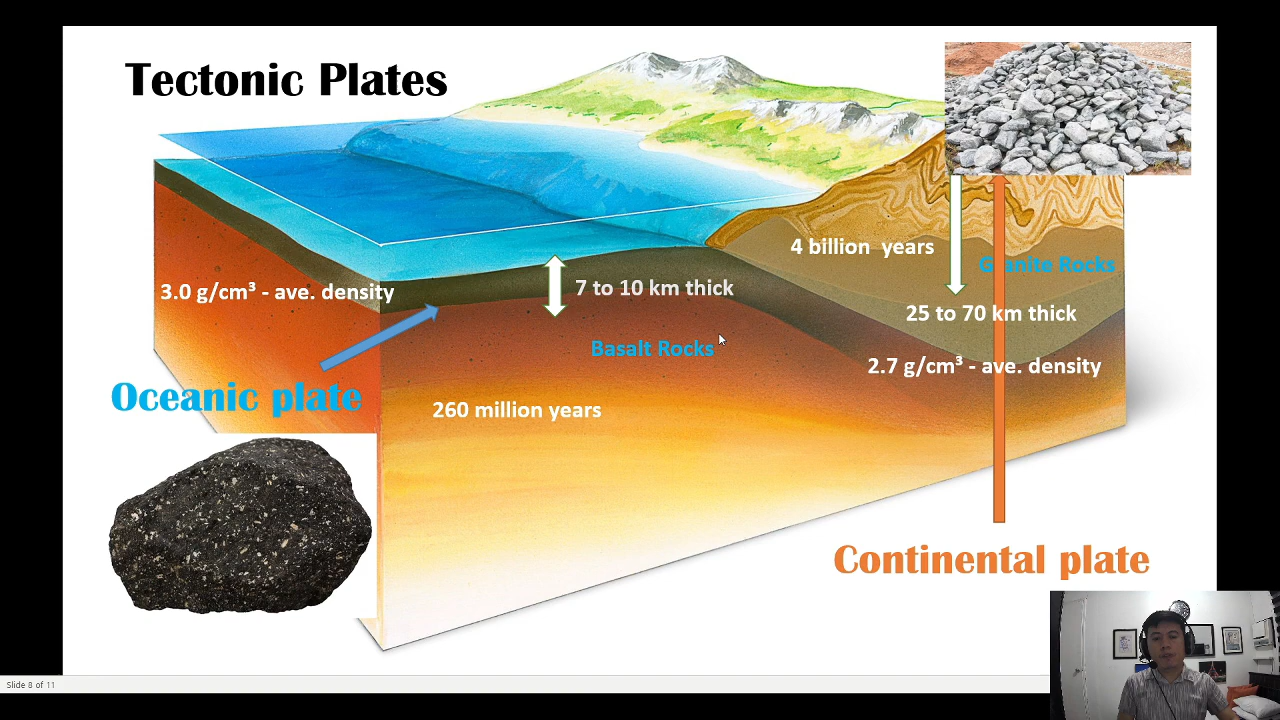 Tectonic Plates
4 billion years
Granite Rocks
3.0 g/cm³ - ave. density
7 to 10 km thick
25 to 70 km thick
Basalt Rocks
2.7 g/cm³ - ave. density
Oceanic plate
260 million years
Continental plate
Slide 8 of 11